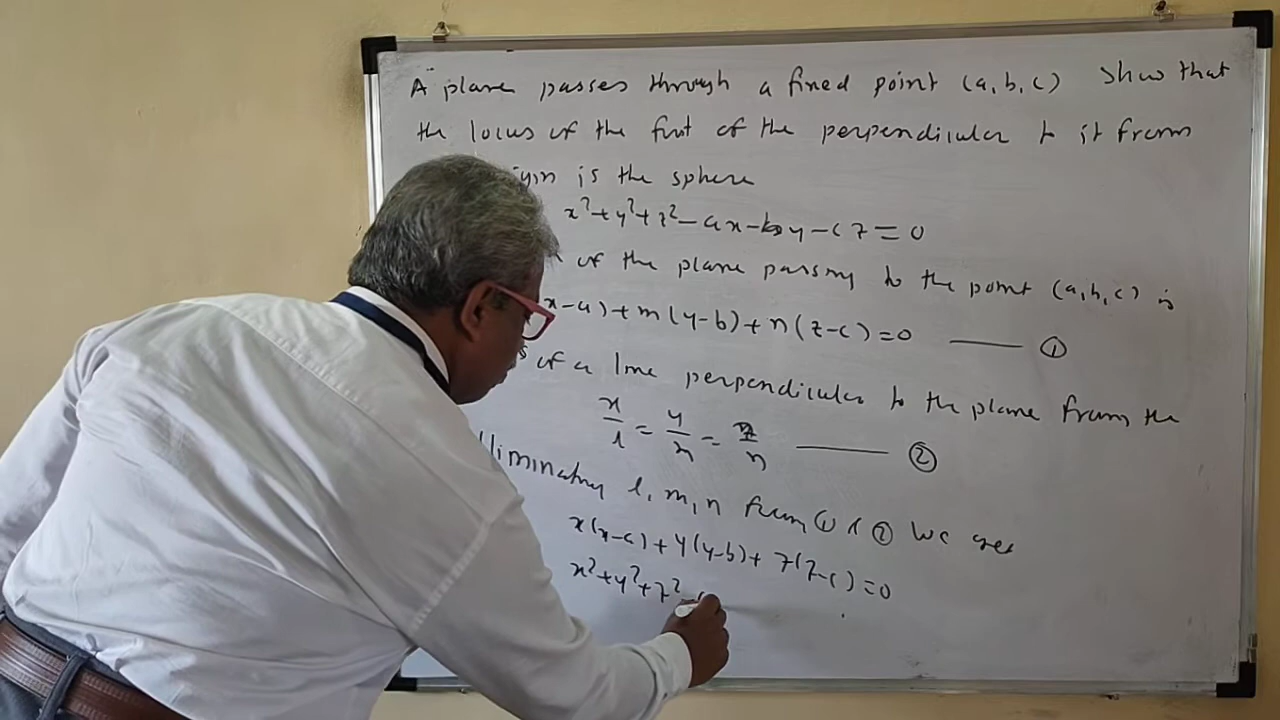 A plane passes through a fixed point (a,b,c) Show that
the locus of the foot of the perpendicular to it from
is the sphere
x²+y²+z²-ax-by-cz=0
of the plane passing to the point (a,b,c) is
x-a)+m(y-b)+n(z-c)=0 —— ①
of a line perpendicular to the plane from the
x/l = y/m = z/n —— ②
Eliminating l, m, n from ① & ② We get
x(x-a)+y(y-b)+z(z-c)=0
x²+y²+z²